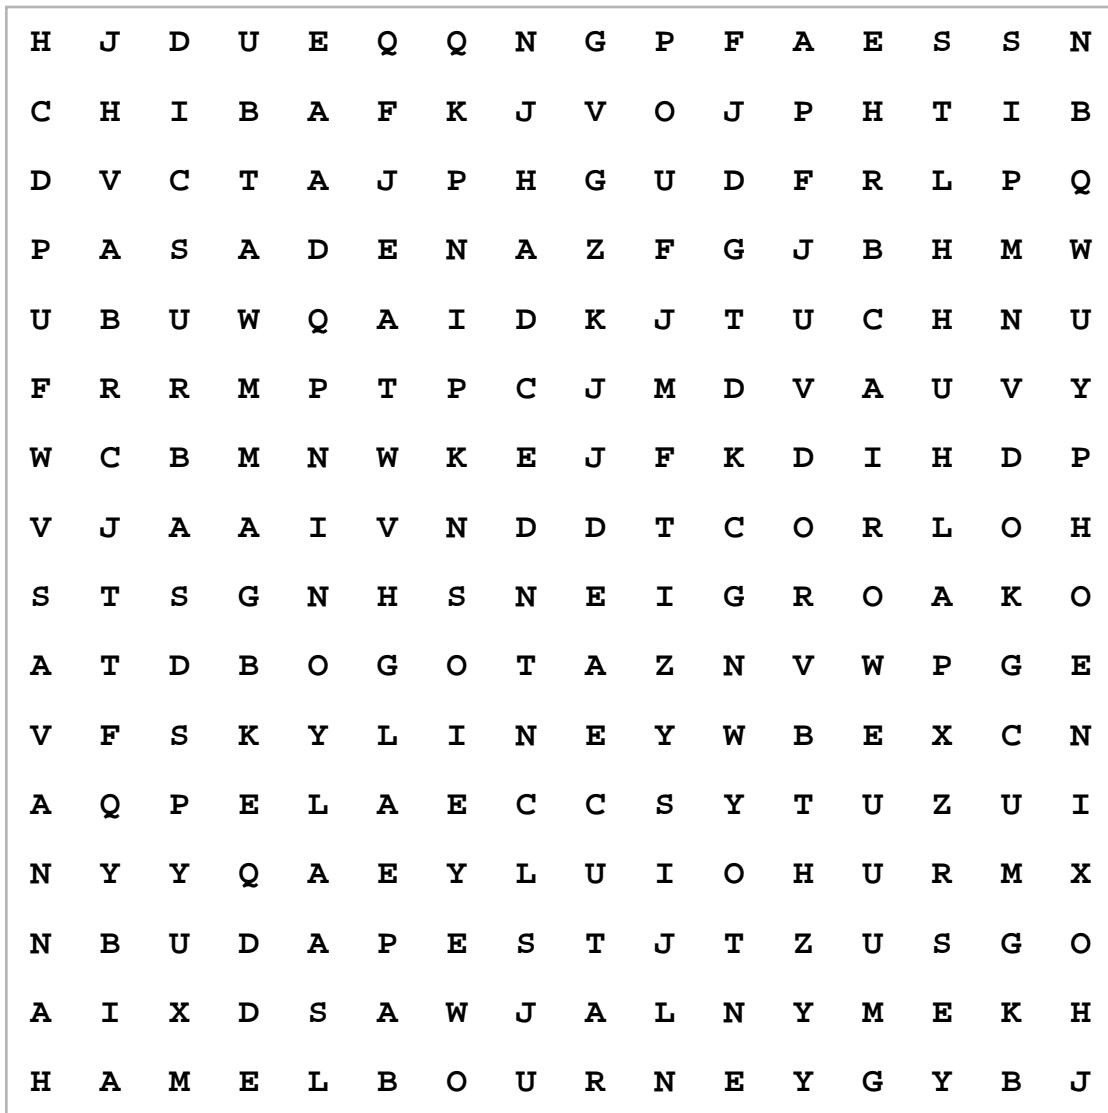 H J D U E Q Q N G P F A E S S N
C H I B A F K J V O J P H T I B
D V C T A J P H G U D F R L P Q
P A S A D E N A Z F G J B H M W
U B U W Q A I D K J T U C H N U
F R R M P T P C J M D V A U V Y
W C B M N W K E J F K D I H D P
V J A A I V N D D T C O R L O H
S T S G N H S N E I G R O A K O
A T D B O G O T A Z N V W P G E
V F S K Y L I N E Y W B E X C N
A Q P E L A E C C S Y T U Z U I
N Y Y Q A E Y L U I O H U R M X
N B U D A P E S T J T Z U S G O
A I X D S A W J A L N Y M E K H
H A M E L B O U R N E Y G Y B J